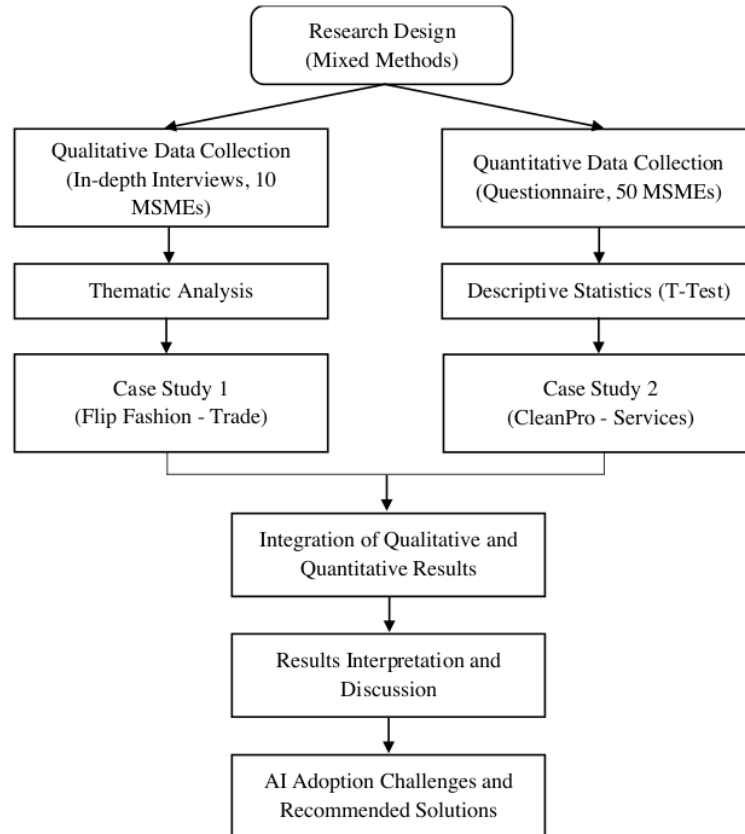 Research Design
(Mixed Methods)
Qualitative Data Collection
(In-depth Interviews, 10
MSMEs)
Quantitative Data Collection
(Questionnaire, 50 MSMEs)
Thematic Analysis
Descriptive Statistics (T-Test)
Case Study 1
(Flip Fashion - Trade)
Case Study 2
(CleanPro - Services)
Integration of Qualitative and
Quantitative Results
Results Interpretation and
Discussion
AI Adoption Challenges and
Recommended Solutions